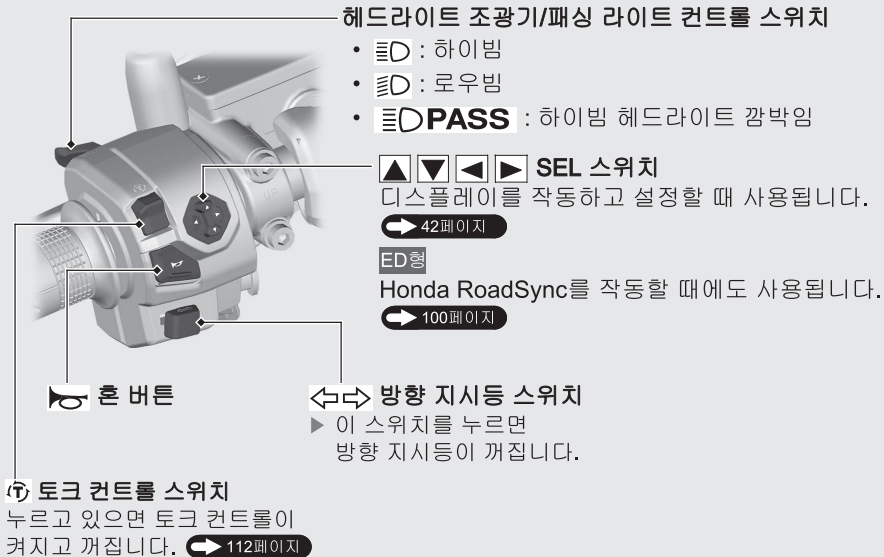 헤드라이트 조광기/패싱 라이트 컨트롤 스위치
• : 하이빔
• : 로우빔
• PASS : 하이빔 헤드라이트 깜박임
▲ ▼ ◀ ▶ SEL 스위치
디스플레이를 작동하고 설정할 때 사용됩니다.
42페이지
ED형
Honda RoadSync를 작동할 때에도 사용됩니다.
100페이지
UP
혼 버튼
방향 지시등 스위치
▶ 이 스위치를 누르면
방향 지시등이 꺼집니다.
T 토크 컨트롤 스위치
누르고 있으면 토크 컨트롤이
켜지고 꺼집니다. 112페이지